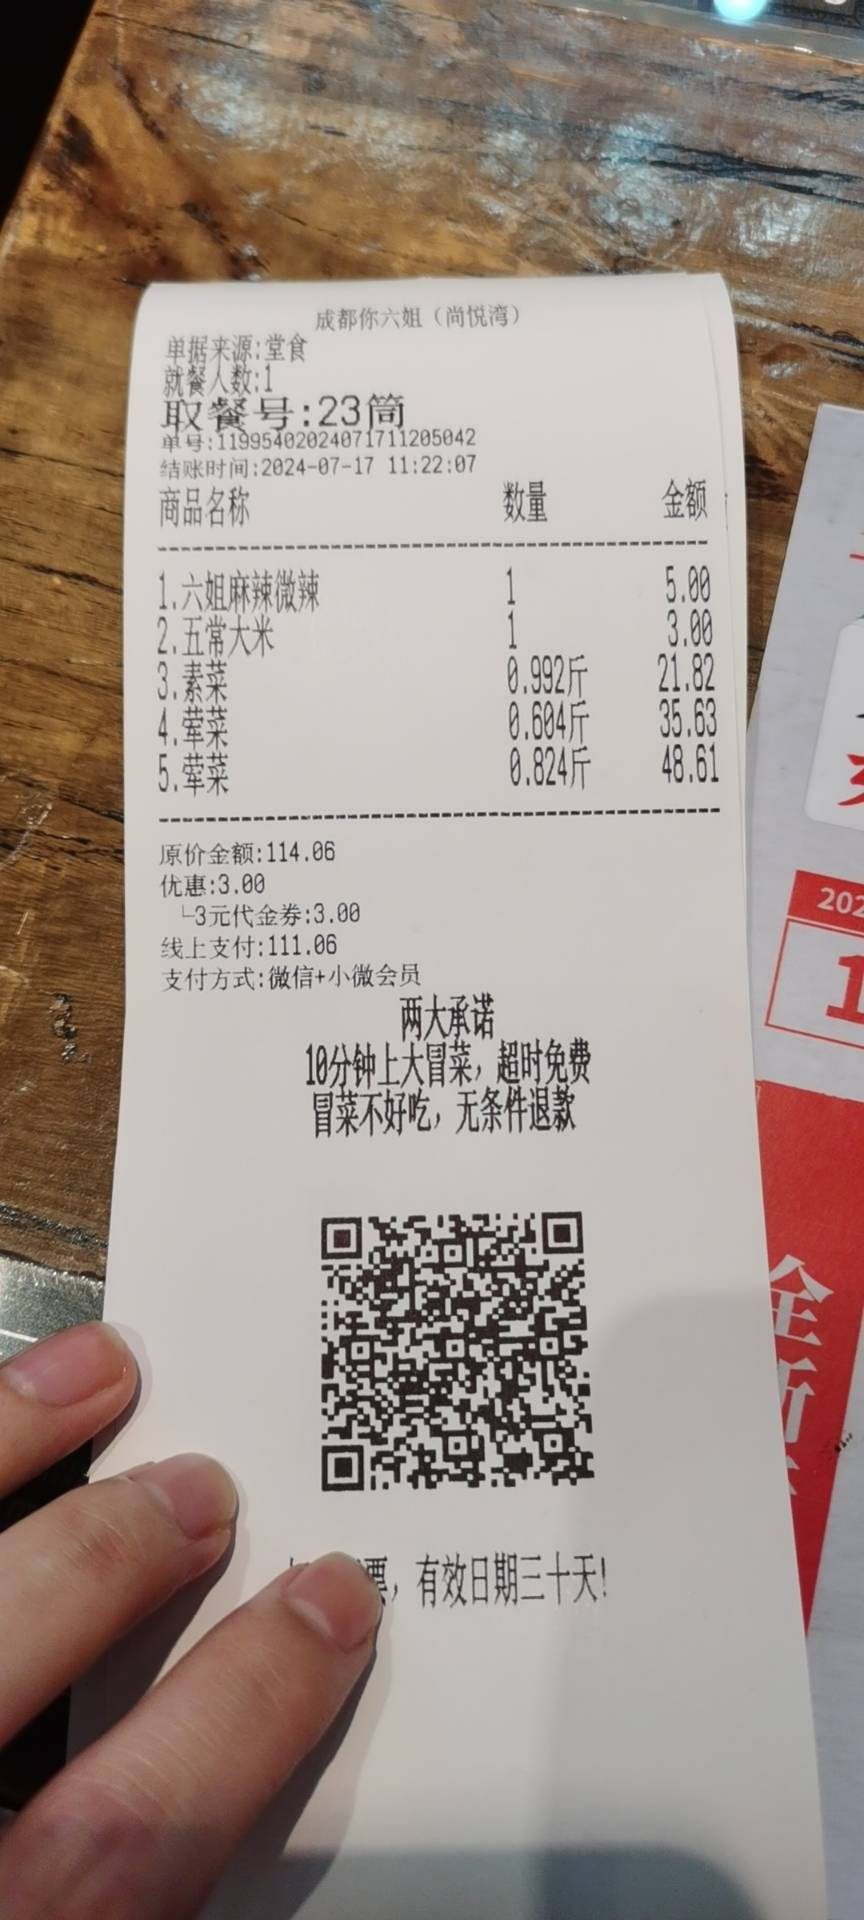 成都你六姐（尚悦湾）
单据来源:堂食
就餐人数:1
取餐号:23筒
单号:11995402024071711205042
结账时间:2024-07-17 11:22:07
商品名称 数量 金额
1.六姐麻辣微辣 1 5.00
2.五常大米 1 3.00
3.素菜 0.992斤 21.82
4.荤菜 0.604斤 35.63
5.荤菜 0.824斤 48.61
原价金额:114.06
优惠:3.00
└3元代金券:3.00
线上支付:111.06
支付方式:微信+小微会员
两大承诺
10分钟上大冒菜，超时免费
冒菜不好吃，无条件退款
票，有效日期三十天!
202
1
全新